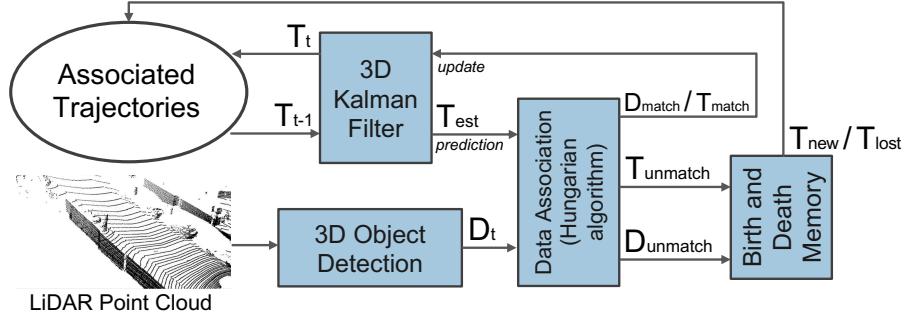 Associated
Trajectories
Tt
Tt-1
3D
Kalman
Filter
update
Test
prediction
Data Association
(Hungarian
algorithm)
Dmatch / Tmatch
Tunmatch
Dunmatch
Birth and
Death
Memory
Tnew / Tlost
3D Object
Detection
Dt
LiDAR Point Cloud